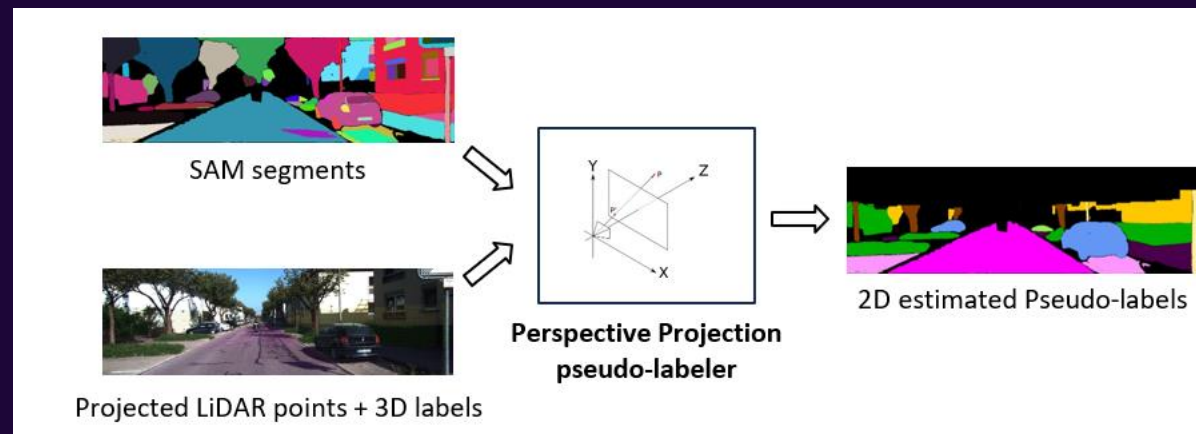 SAM segments
Projected LiDAR points + 3D labels
Y
P
Z
P'
X
Perspective Projection
pseudo-labeler
2D estimated Pseudo-labels